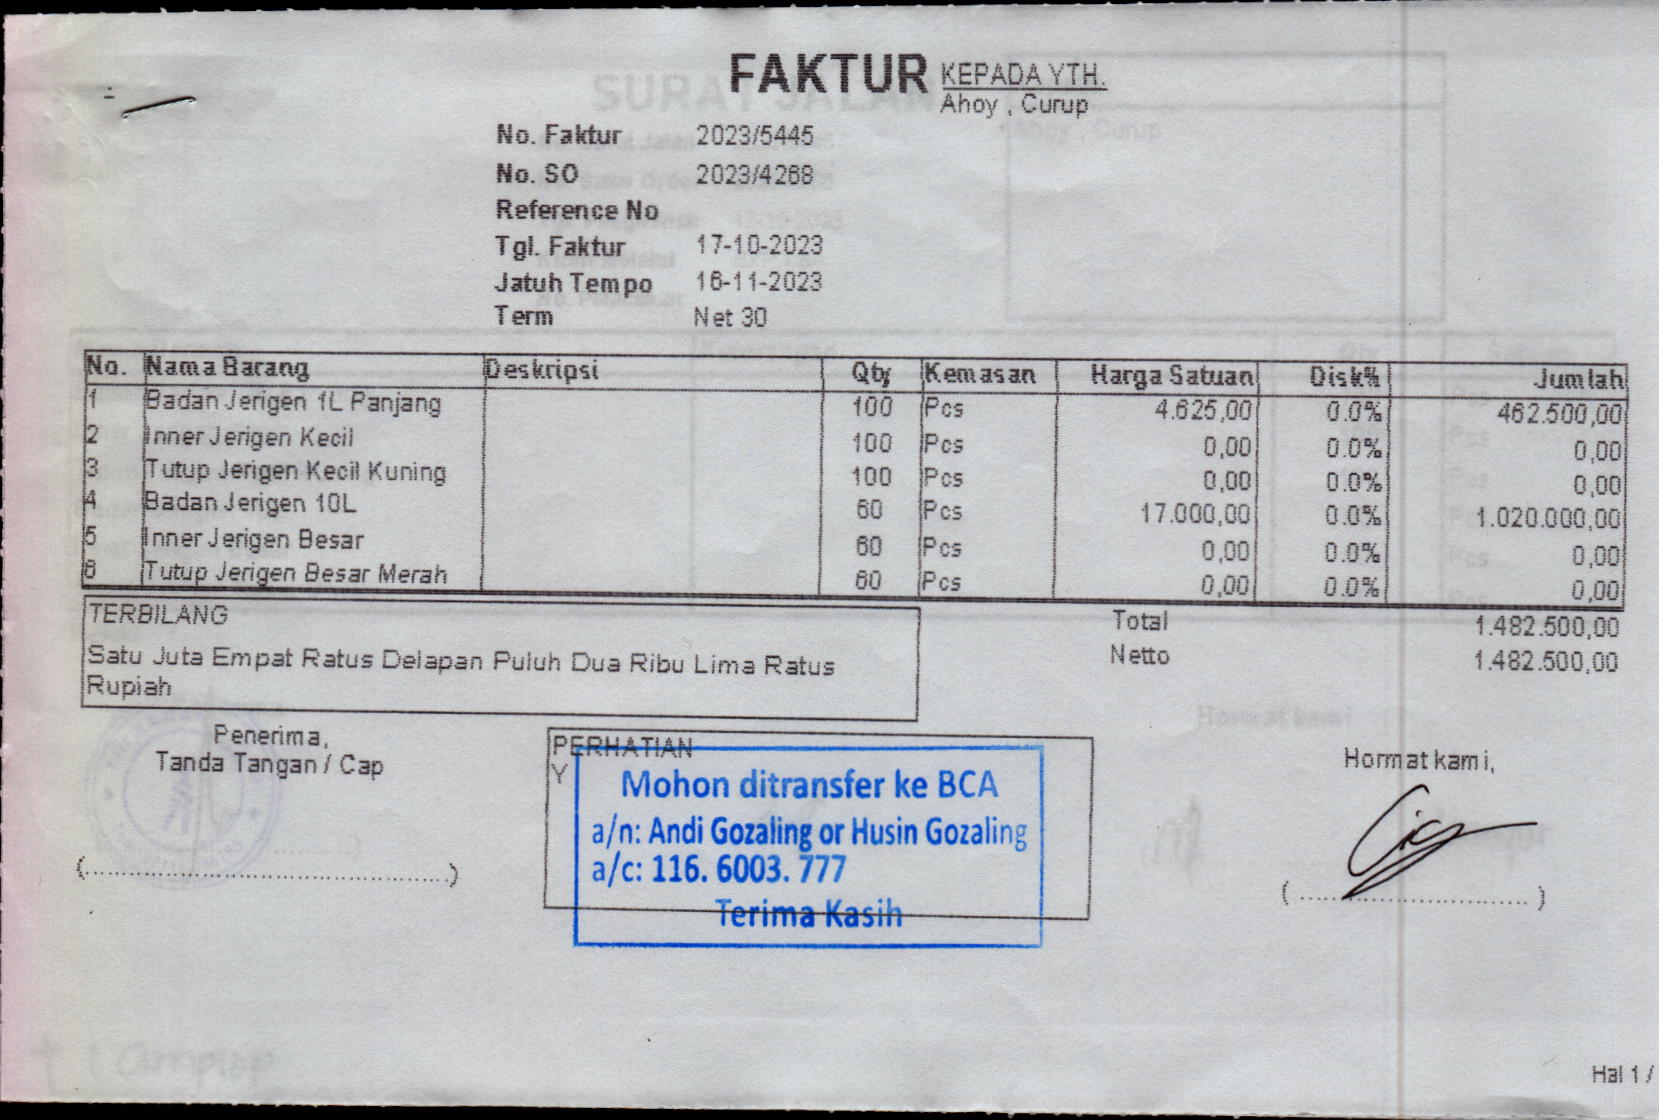 FAKTUR
KEPADA YTH.
Ahoy , Curup
No. Faktur 2023/5445
No. SO 2023/4268
Reference No
Tgl. Faktur 17-10-2023
Jatuh Tempo 16-11-2023
Term Net 30
No. Nama Barang Deskripsi Qty Kemasan Harga Satuan Disk% Jumlah
1 Badan Jerigen 1L Panjang 100 Pcs 4.625,00 0.0% 462.500,00
2 Inner Jerigen Kecil 100 Pcs 0,00 0.0% 0,00
3 Tutup Jerigen Kecil Kuning 100 Pcs 0,00 0.0% 0,00
4 Badan Jerigen 10L 60 Pcs 17.000,00 0.0% 1.020.000,00
5 Inner Jerigen Besar 60 Pcs 0,00 0.0% 0,00
6 Tutup Jerigen Besar Merah 60 Pcs 0,00 0.0% 0,00
TERBILANG
Satu Juta Empat Ratus Delapan Puluh Dua Ribu Lima Ratus
Rupiah
Total 1.482.500,00
Netto 1.482.500,00
Penerima,
Tanda Tangan / Cap
PERHATIAN
Y
Mohon ditransfer ke BCA
a/n: Andi Gozaling or Husin Gozaling
a/c: 116. 6003. 777
Terima Kasih
Hormat kami,
Hal 1 /